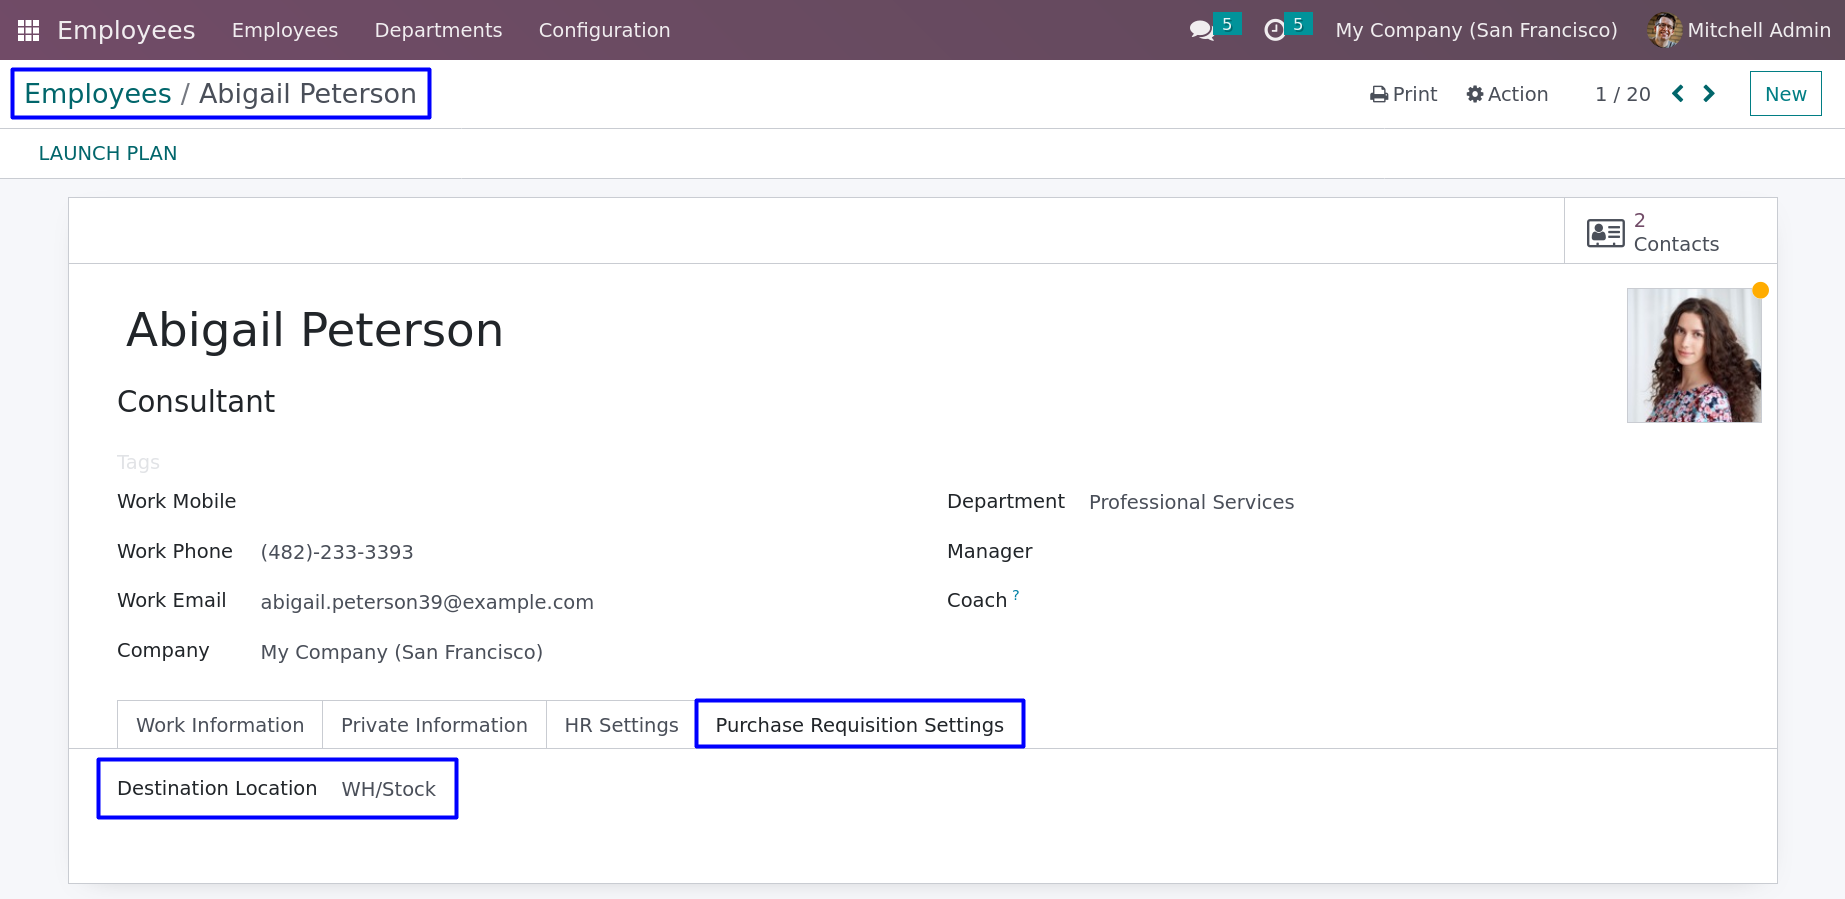 Employees Employees Departments Configuration 5 5 My Company (San Francisco) Mitchell Admin
Employees / Abigail Peterson Print Action 1 / 20 New
LAUNCH PLAN
2
Contacts
Abigail Peterson
Consultant
Tags
Work Mobile
Department Professional Services
Work Phone (482)-233-3393
Manager
Work Email abigail.peterson39@example.com
Coach ?
Company My Company (San Francisco)
Work Information Private Information HR Settings Purchase Requisition Settings
Destination Location WH/Stock